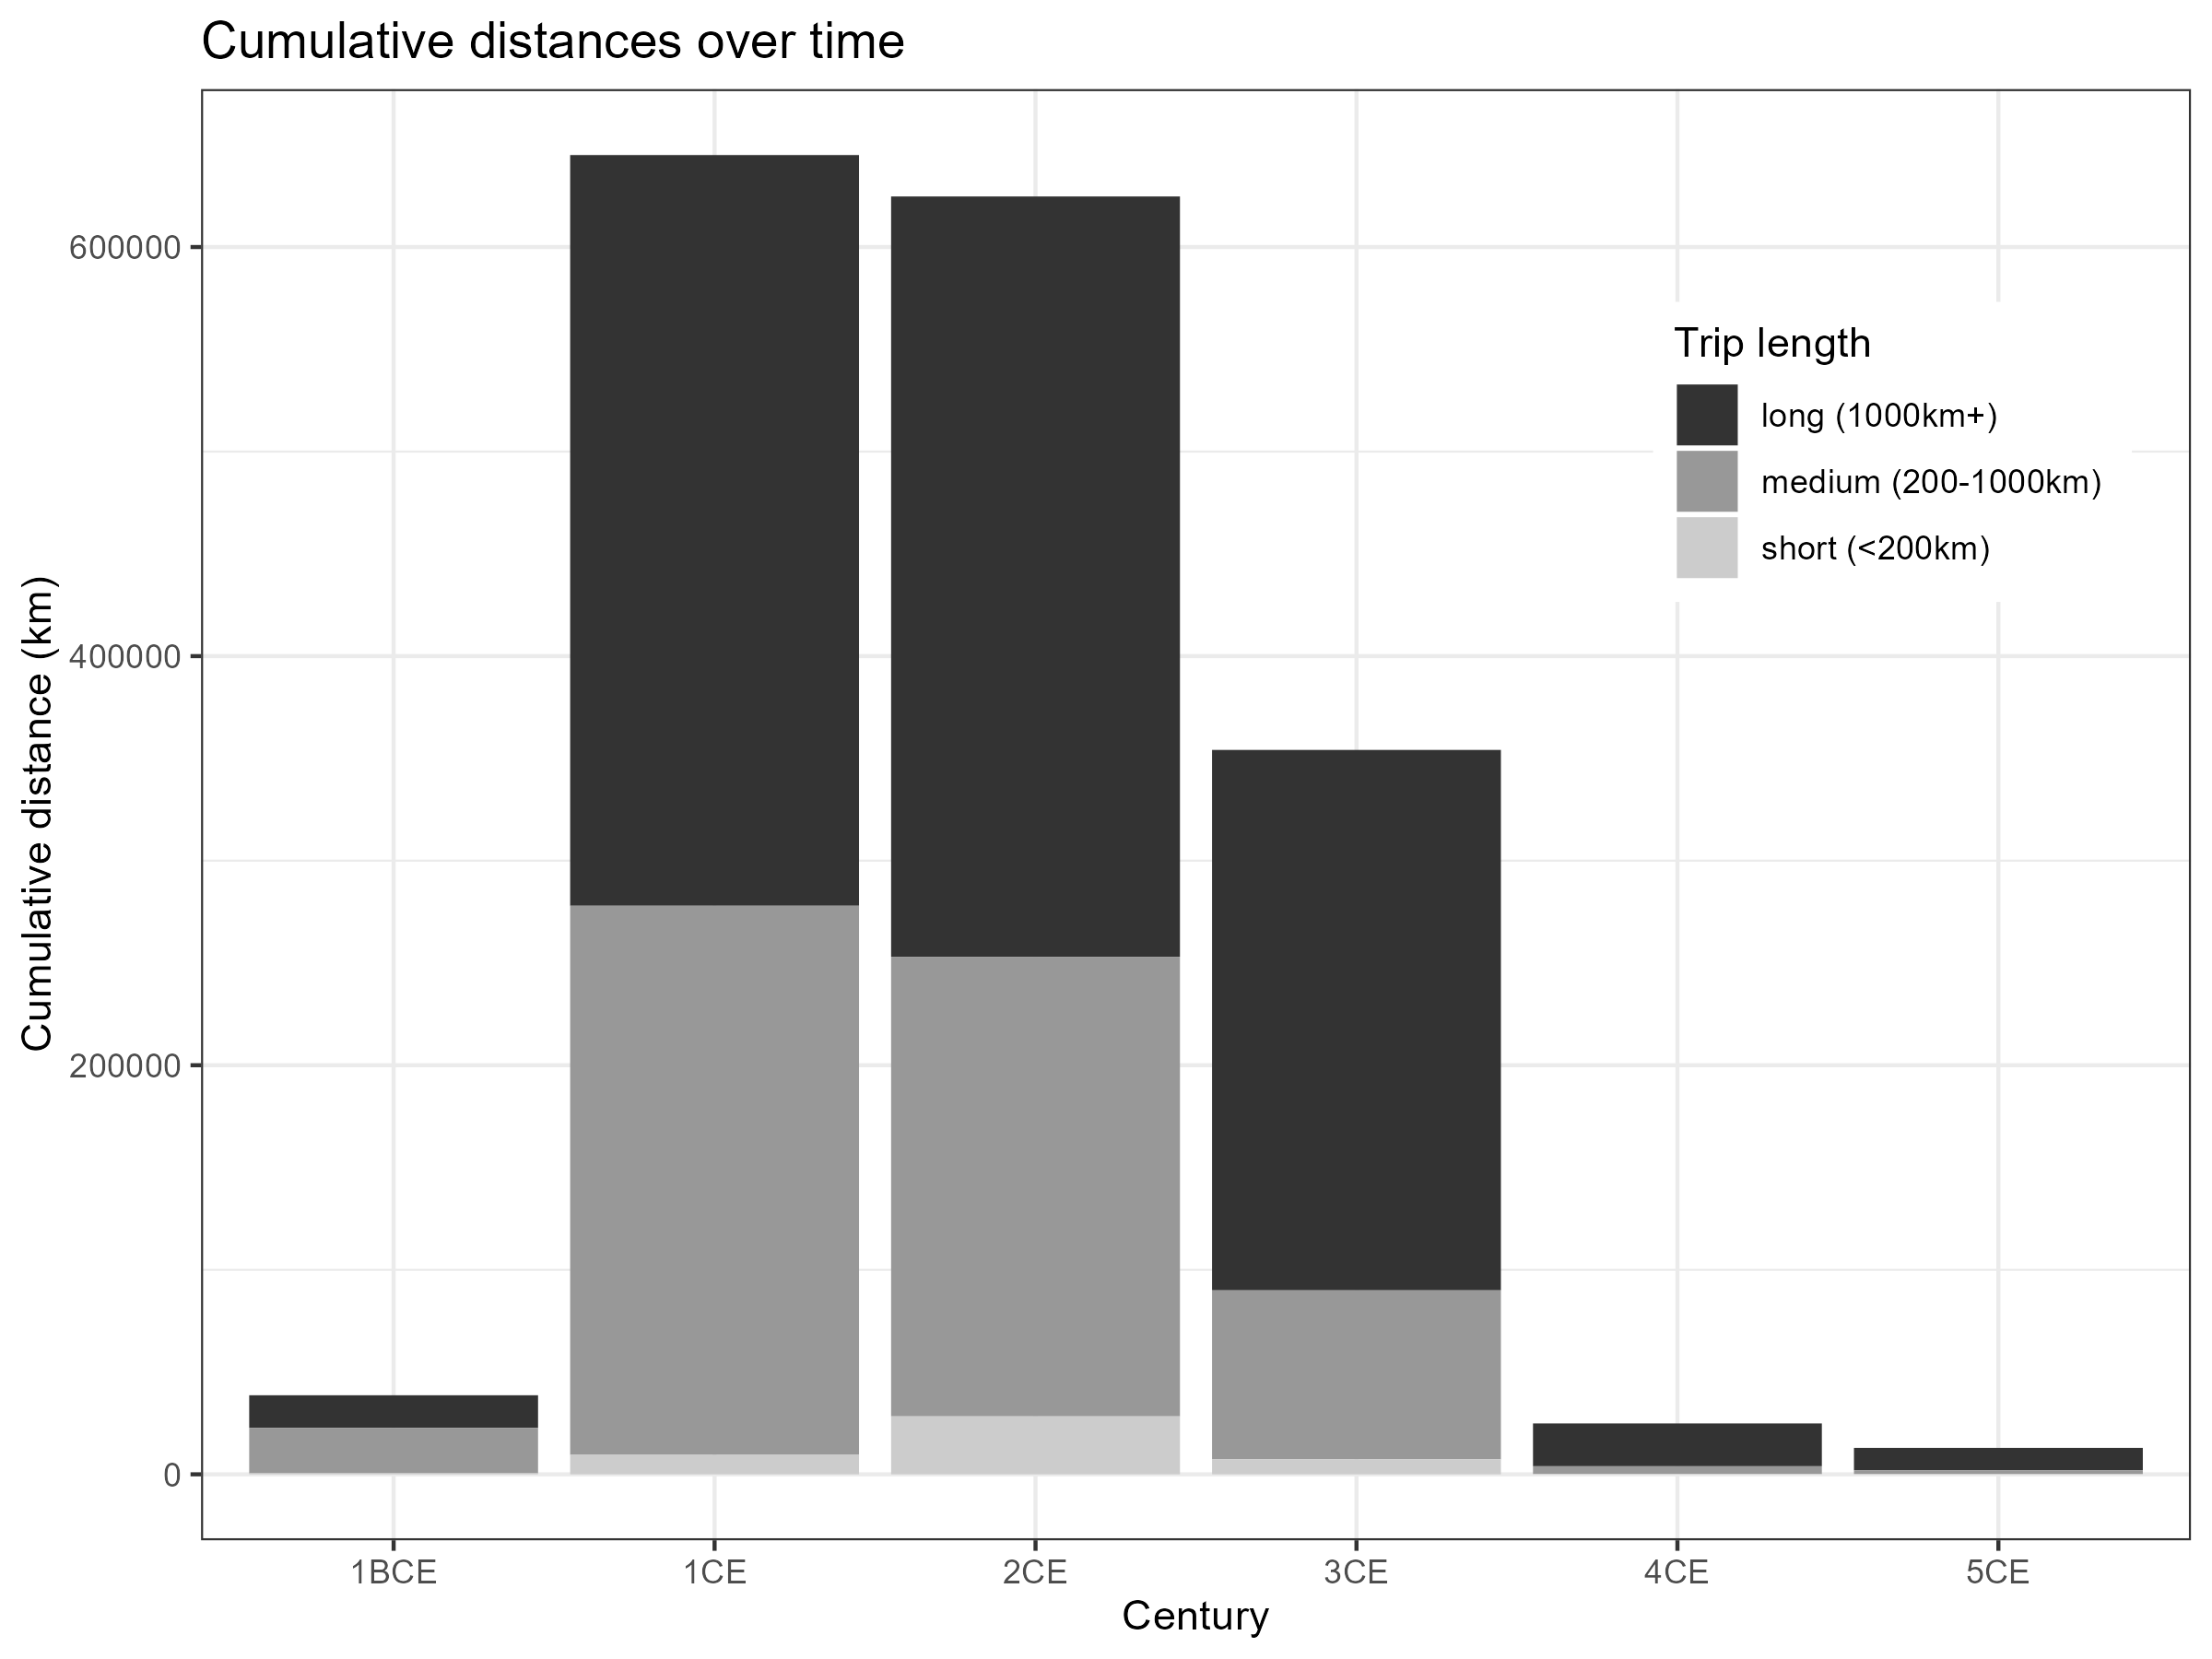 Cumulative distances over time
Cumulative distance (km)
600000
400000
200000
0
Trip length
long (1000km+)
medium (200-1000km)
short (<200km)
1BCE 1CE 2CE 3CE 4CE 5CE
Century